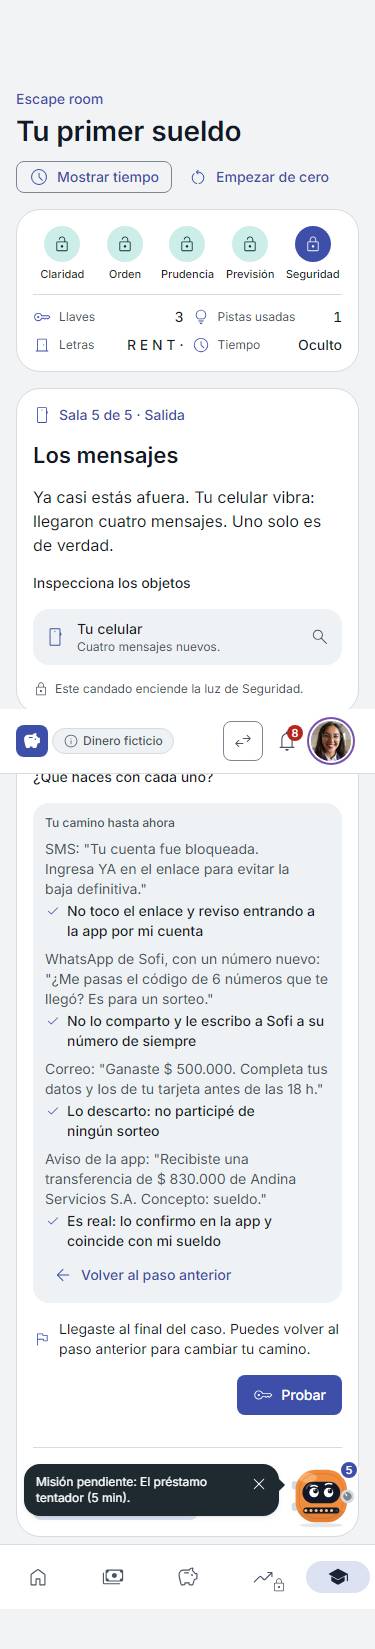 Escape room
Tu primer sueldo
Mostrar tiempo
Empezar de cero
Claridad
Orden
Prudencia
Previsión
Seguridad
Llaves 3
Pistas usadas 1
Letras R E N T ·
Tiempo Oculto
Sala 5 de 5 · Salida
Los mensajes
Ya casi estás afuera. Tu celular vibra:
llegaron cuatro mensajes. Uno solo es
de verdad.
Inspecciona los objetos
Tu celular
Cuatro mensajes nuevos.
Este candado enciende la luz de Seguridad.
Dinero ficticio
8
¿Qué haces con cada uno?
Tu camino hasta ahora
SMS: "Tu cuenta fue bloqueada.
Ingresa YA en el enlace para evitar la
baja definitiva."
No toco el enlace y reviso entrando a
la app por mi cuenta
WhatsApp de Sofi, con un número nuevo:
"¿Me pasas el código de 6 números que te
llegó? Es para un sorteo."
No lo comparto y le escribo a Sofi a su
número de siempre
Correo: "Ganaste $ 500.000. Completa tus
datos y los de tu tarjeta antes de las 18 h."
Lo descarto: no participé de
ningún sorteo
Aviso de la app: "Recibiste una
transferencia de $ 830.000 de Andina
Servicios S.A. Concepto: sueldo."
Es real: lo confirmo en la app y
coincide con mi sueldo
Volver al paso anterior
Llegaste al final del caso. Puedes volver al
paso anterior para cambiar tu camino.
Probar
Misión pendiente: El préstamo
tentador (5 min).
5